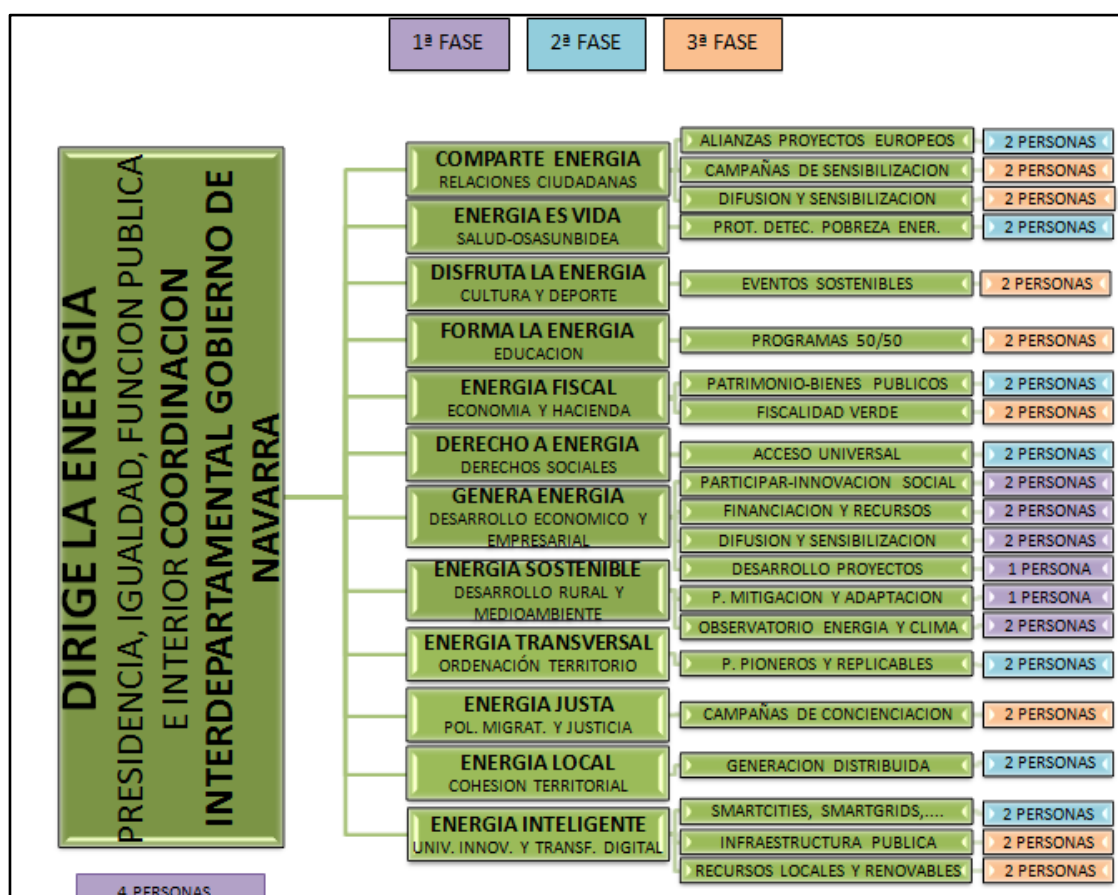 1ª FASE
2ª FASE
3ª FASE
DIRIGE LA ENERGIA
PRESIDENCIA, IGUALDAD, FUNCION PUBLICA
E INTERIOR COORDINACION
INTERDEPARTAMENTAL GOBIERNO DE
NAVARRA
4 PERSONAS
COMPARTE ENERGIA
RELACIONES CIUDADANAS
ALIANZAS PROYECTOS EUROPEOS
2 PERSONAS
CAMPAÑAS DE SENSIBILIZACION
2 PERSONAS
DIFUSION Y SENSIBILIZACION
2 PERSONAS
ENERGIA ES VIDA
SALUD-OSASUNBIDEA
PROT. DETEC. POBREZA ENER.
2 PERSONAS
DISFRUTA LA ENERGIA
CULTURA Y DEPORTE
EVENTOS SOSTENIBLES
2 PERSONAS
FORMA LA ENERGIA
EDUCACION
PROGRAMAS 50/50
2 PERSONAS
ENERGIA FISCAL
ECONOMIA Y HACIENDA
PATRIMONIO-BIENES PUBLICOS
2 PERSONAS
FISCALIDAD VERDE
2 PERSONAS
DERECHO A ENERGIA
DERECHOS SOCIALES
ACCESO UNIVERSAL
2 PERSONAS
GENERA ENERGIA
DESARROLLO ECONOMICO Y
EMPRESARIAL
PARTICIPAR-INNOVACION SOCIAL
2 PERSONAS
FINANCIACION Y RECURSOS
2 PERSONAS
DIFUSION Y SENSIBILIZACION
2 PERSONAS
DESARROLLO PROYECTOS
1 PERSONA
ENERGIA SOSTENIBLE
DESARROLLO RURAL Y
MEDIOAMBIENTE
P. MITIGACION Y ADAPTACION
1 PERSONA
OBSERVATORIO ENERGIA Y CLIMA
2 PERSONAS
ENERGIA TRANSVERSAL
ORDENACIÓN TERRITORIO
P. PIONEROS Y REPLICABLES
2 PERSONAS
ENERGIA JUSTA
POL. MIGRAT. Y JUSTICIA
CAMPAÑAS DE CONCIENCIACION
2 PERSONAS
ENERGIA LOCAL
COHESION TERRITORIAL
GENERACION DISTRIBUIDA
2 PERSONAS
ENERGIA INTELIGENTE
UNIV. INNOV. Y TRANSF. DIGITAL
SMARTCITIES, SMARTGRIDS,....
2 PERSONAS
INFRAESTRUCTURA PUBLICA
2 PERSONAS
RECURSOS LOCALES Y RENOVABLES
2 PERSONAS